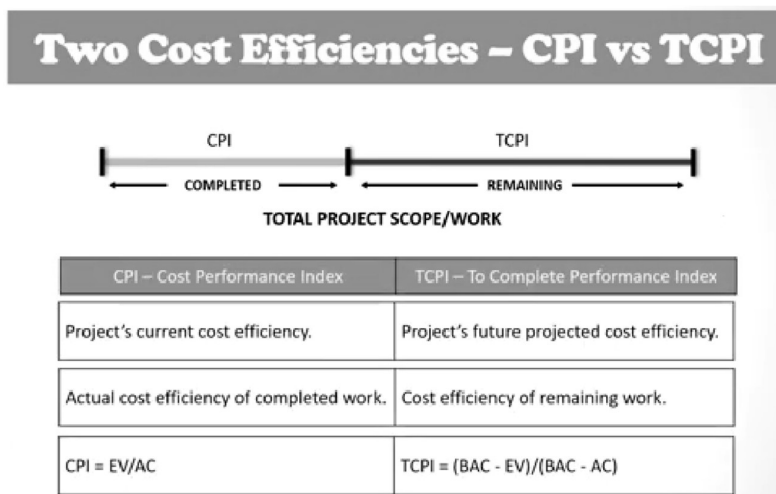 Two Cost Efficiencies – CPI vs TCPI
CPI
TCPI
COMPLETED
REMAINING
TOTAL PROJECT SCOPE/WORK
CPI – Cost Performance Index
TCPI – To Complete Performance Index
Project's current cost efficiency.
Project's future projected cost efficiency.
Actual cost efficiency of completed work.
Cost efficiency of remaining work.
CPI = EV/AC
TCPI = (BAC - EV)/(BAC - AC)